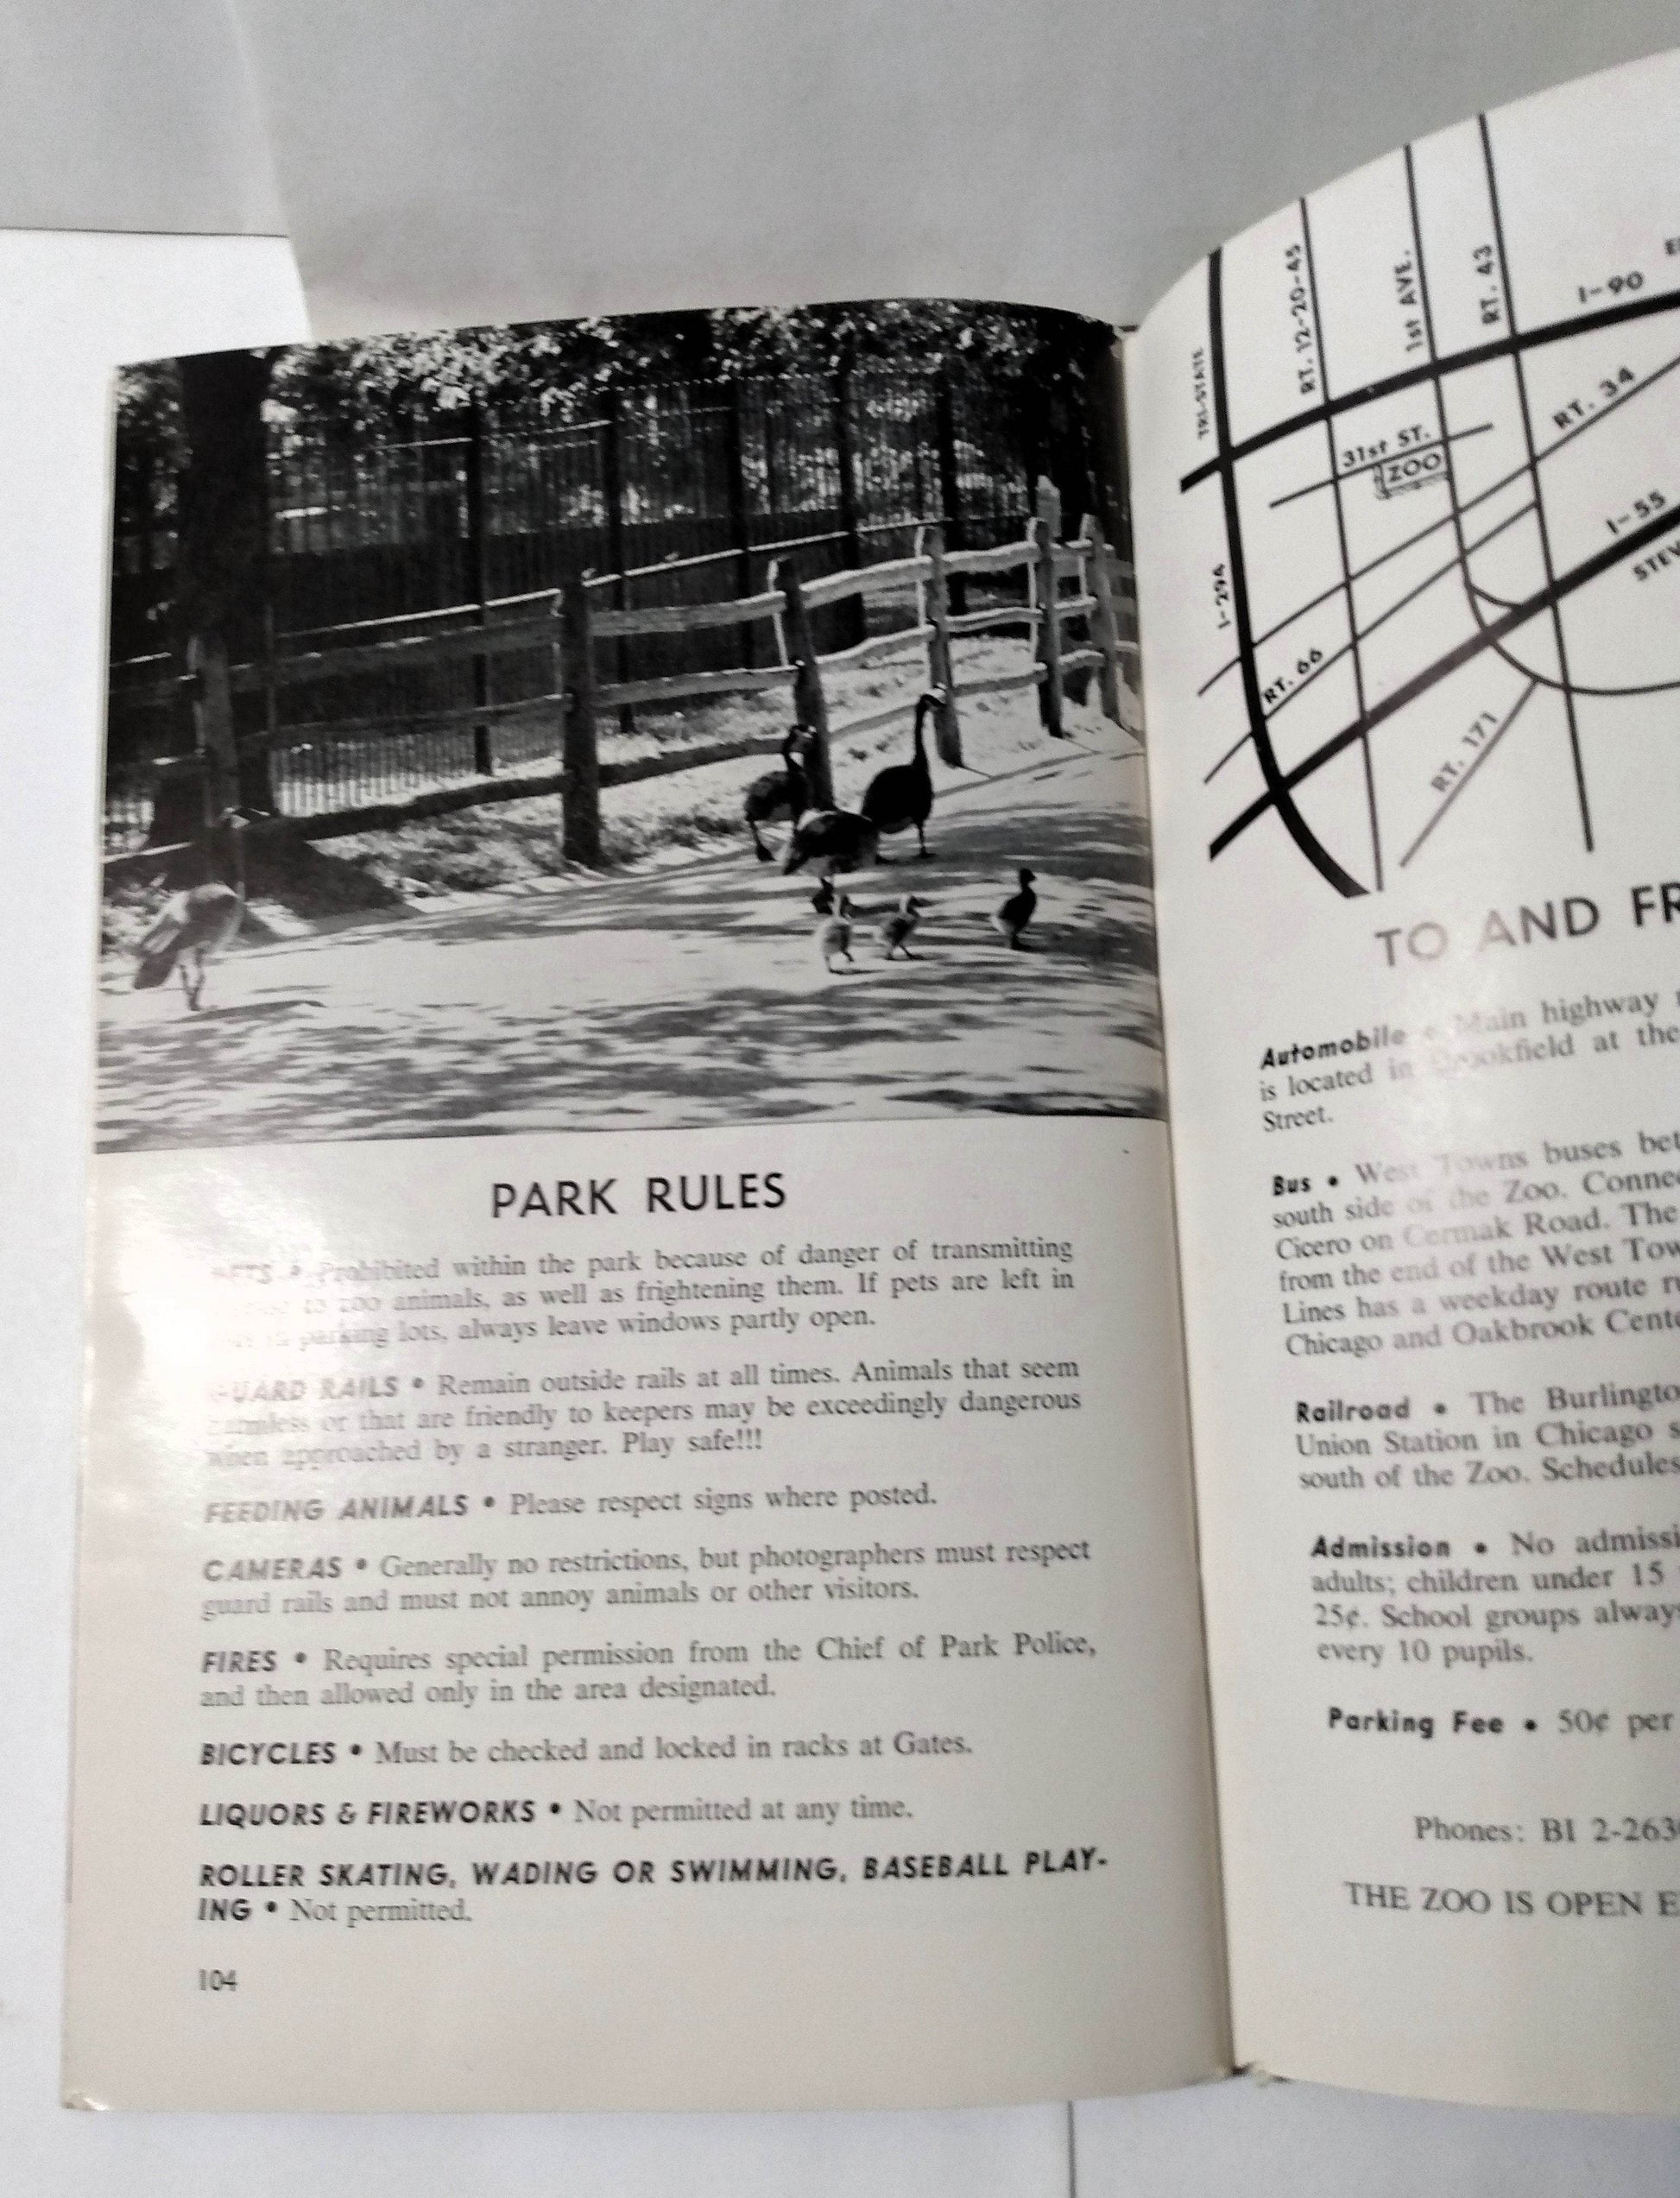 PARK RULES
PETS • Prohibited within the park because of danger of transmitting
to zoo animals, as well as frightening them. If pets are left in
parking lots, always leave windows partly open.
GUARD RAILS • Remain outside rails at all times. Animals that seem
harmless or that are friendly to keepers may be exceedingly dangerous
when approached by a stranger. Play safe!!!
FEEDING ANIMALS • Please respect signs where posted.
CAMERAS • Generally no restrictions, but photographers must respect
guard rails and must not annoy animals or other visitors.
FIRES • Requires special permission from the Chief of Park Police,
and then allowed only in the area designated.
BICYCLES • Must be checked and locked in racks at Gates.
LIQUORS & FIREWORKS • Not permitted at any time.
ROLLER SKATING, WADING OR SWIMMING, BASEBALL PLAY-
ING • Not permitted.
104
TRI-STATE
RT. 12-20-45
1st AVE.
RT. 43
I-90
RT. 34
31st ST.
ZOO
I-55
I-294
RT. 66
RT. 171
TO AND
Automobile • Main highway
is located in Brookfield at the
Street.
Bus • West Towns buses
south side of the Zoo.
Cicero on Cermak Road. The
from the end of the West
Lines has a weekday route
Chicago and Oakbrook
Railroad • The
Union Station in Chicago
south of the Zoo. Schedules
Admission • No
adults; children under 15
25¢. School groups
every 10 pupils.
Parking Fee • 50¢ per
Phones: BI 2-263
THE ZOO IS OPEN